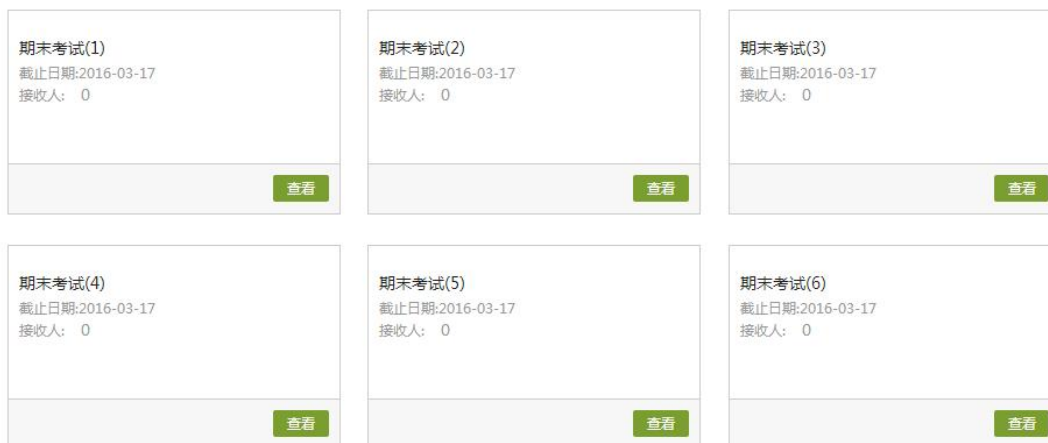 期末考试(1)
截止日期:2016-03-17
接收人: 0
查看
期末考试(2)
截止日期:2016-03-17
接收人: 0
查看
期末考试(3)
截止日期:2016-03-17
接收人: 0
查看
期末考试(4)
截止日期:2016-03-17
接收人: 0
查看
期末考试(5)
截止日期:2016-03-17
接收人: 0
查看
期末考试(6)
截止日期:2016-03-17
接收人: 0
查看